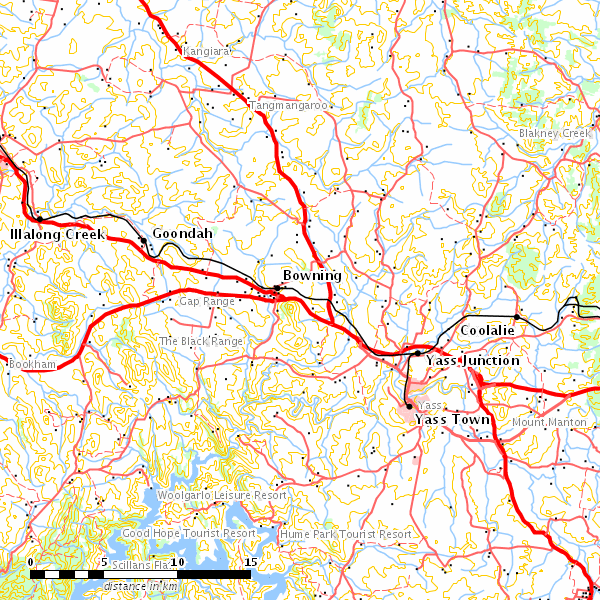 Kangiara
Tangmangaroo
Blakney Creek
Illalong Creek
Goondah
Bowning
Gap Range
Coolalie
The Black Range
Yass Junction
Bookham
Yass
Yass Town
Mount Manton
Woolgarlo Leisure Resort
Good Hope Tourist Resort
Hume Park Tourist Resort
Scillans Flat
0 5 10 15
distance in km